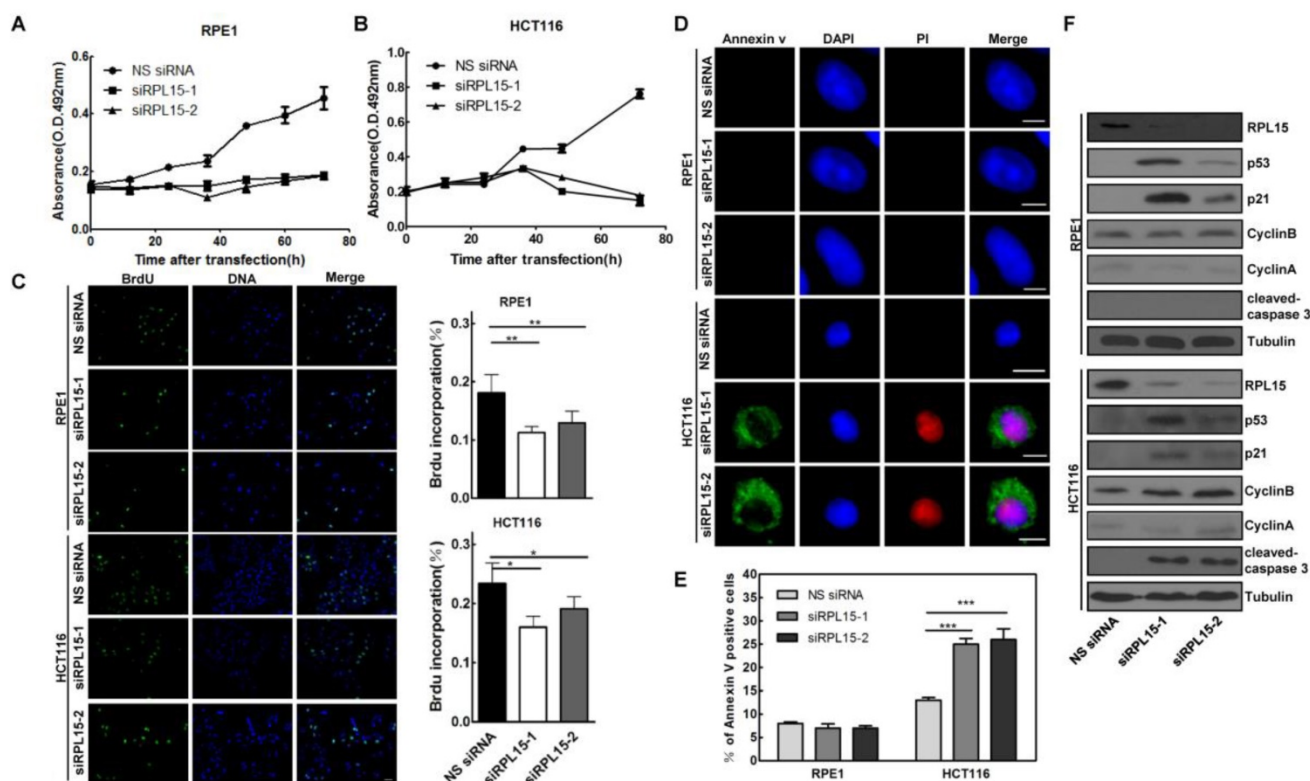 A
RPE1
Absorance(O.D.492nm)
0.6
0.4
0.2
0.0
NS siRNA
siRPL15-1
siRPL15-2
0 20 40 60 80
Time after transfection(h)
B
HCT116
Absorance(O.D.492nm)
1.0
0.8
0.6
0.4
0.2
0.0
NS siRNA
siRPL15-1
siRPL15-2
0 20 40 60 80
Time after transfection(h)
C
BrdU DNA Merge
RPE1
NS siRNA
siRPL15-1
siRPL15-2
HCT116
NS siRNA
siRPL15-1
siRPL15-2
RPE1
Brdu incorporation(%)
0.3
0.2
0.1
0.0
**
**
HCT116
Brdu incorporation(%)
0.3
0.2
0.1
0.0
*
*
NS siRNA
siRPL15-1
siRPL15-2
D
Annexin v DAPI PI Merge
RPE1
NS siRNA
siRPL15-1
siRPL15-2
HCT116
NS siRNA
siRPL15-1
siRPL15-2
E
% of Annexin V positive cells
40
35
30
25
20
15
10
5
0
NS siRNA
siRPL15-1
siRPL15-2
***
***
RPE1 HCT116
F
RPE1
RPL15
p53
p21
CyclinB
CyclinA
cleaved-
caspase 3
Tubulin
HCT116
RPL15
p53
p21
CyclinB
CyclinA
cleaved-
caspase 3
Tubulin
NS siRNA
siRPL15-1
siRPL15-2